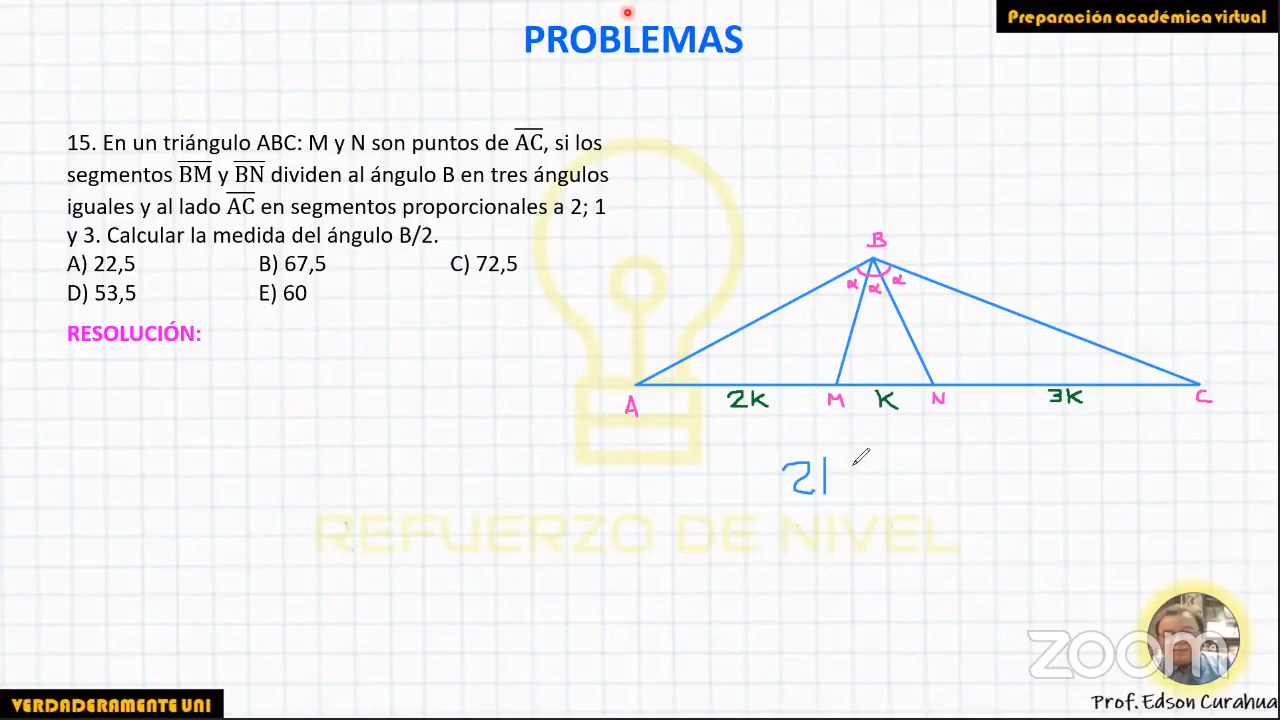 PROBLEMAS
Preparación académica virtual
15. En un triángulo ABC: M y N son puntos de AC, si los
segmentos BM y BN dividen al ángulo B en tres ángulos
iguales y al lado AC en segmentos proporcionales a 2; 1
y 3. Calcular la medida del ángulo B/2.
A) 22,5 B) 67,5 C) 72,5
D) 53,5 E) 60
RESOLUCIÓN:
B
α α α
A 2K M K N 3K C
21
REFUERZO DE NIVEL
zoom
VERDADERAMENTE UNI
Prof. Edson Curahua